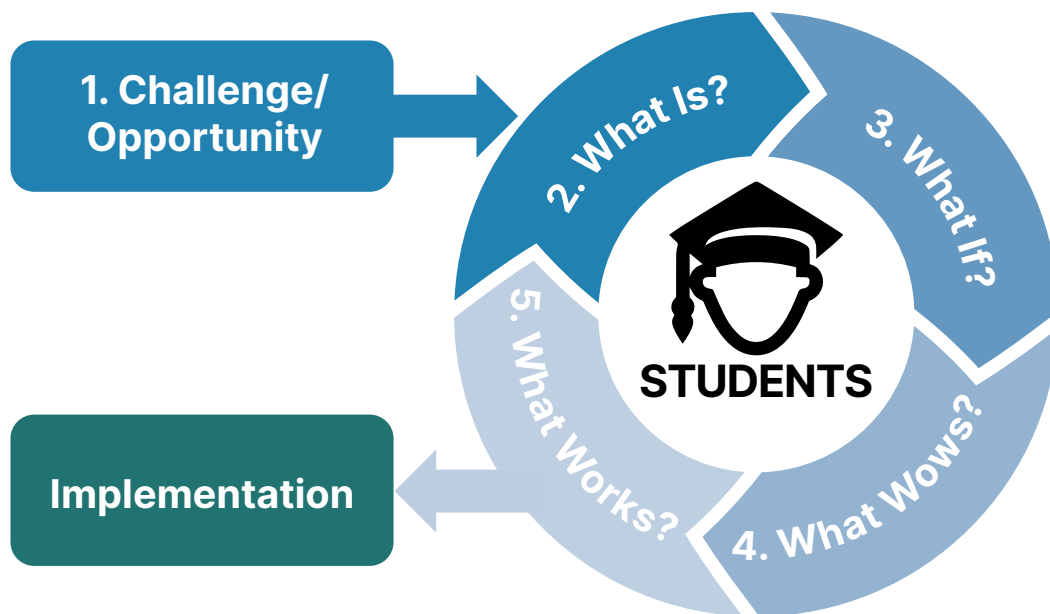 1. Challenge/
Opportunity
2. What Is?
3. What If?
4. What Wows?
5. What Works?
STUDENTS
Implementation